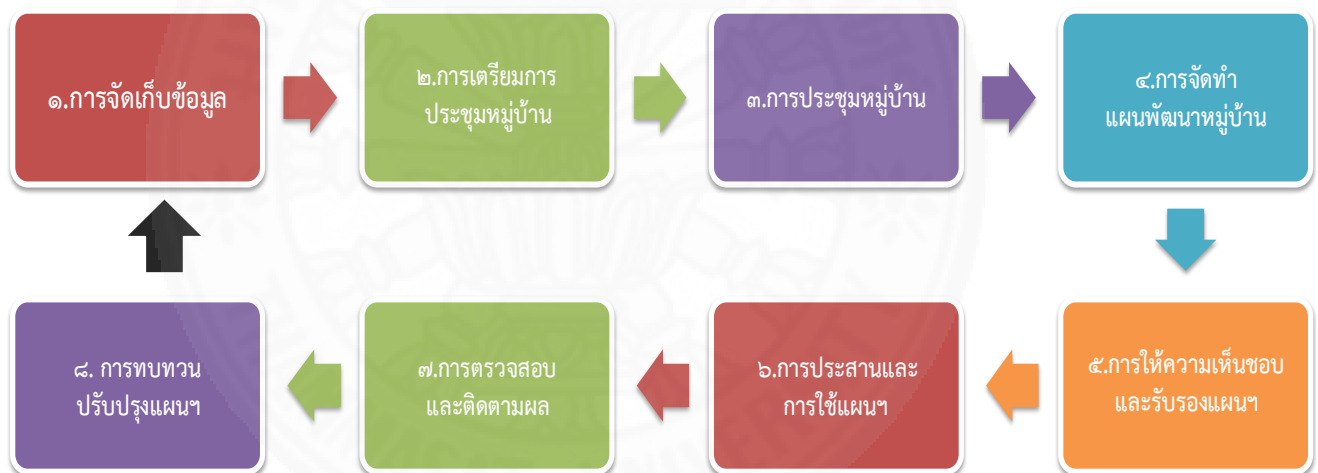 ๑.การจัดเก็บข้อมูล
๒.การเตรียมการ
ประชุมหมู่บ้าน
๓.การประชุมหมู่บ้าน
๔.การจัดทำ
แผนพัฒนาหมู่บ้าน
๕.การให้ความเห็นชอบ
และรับรองแผนฯ
๖.การประสานและ
การใช้แผนฯ
๗.การตรวจสอบ
และติดตามผล
๘. การทบทวน
ปรับปรุงแผนฯ